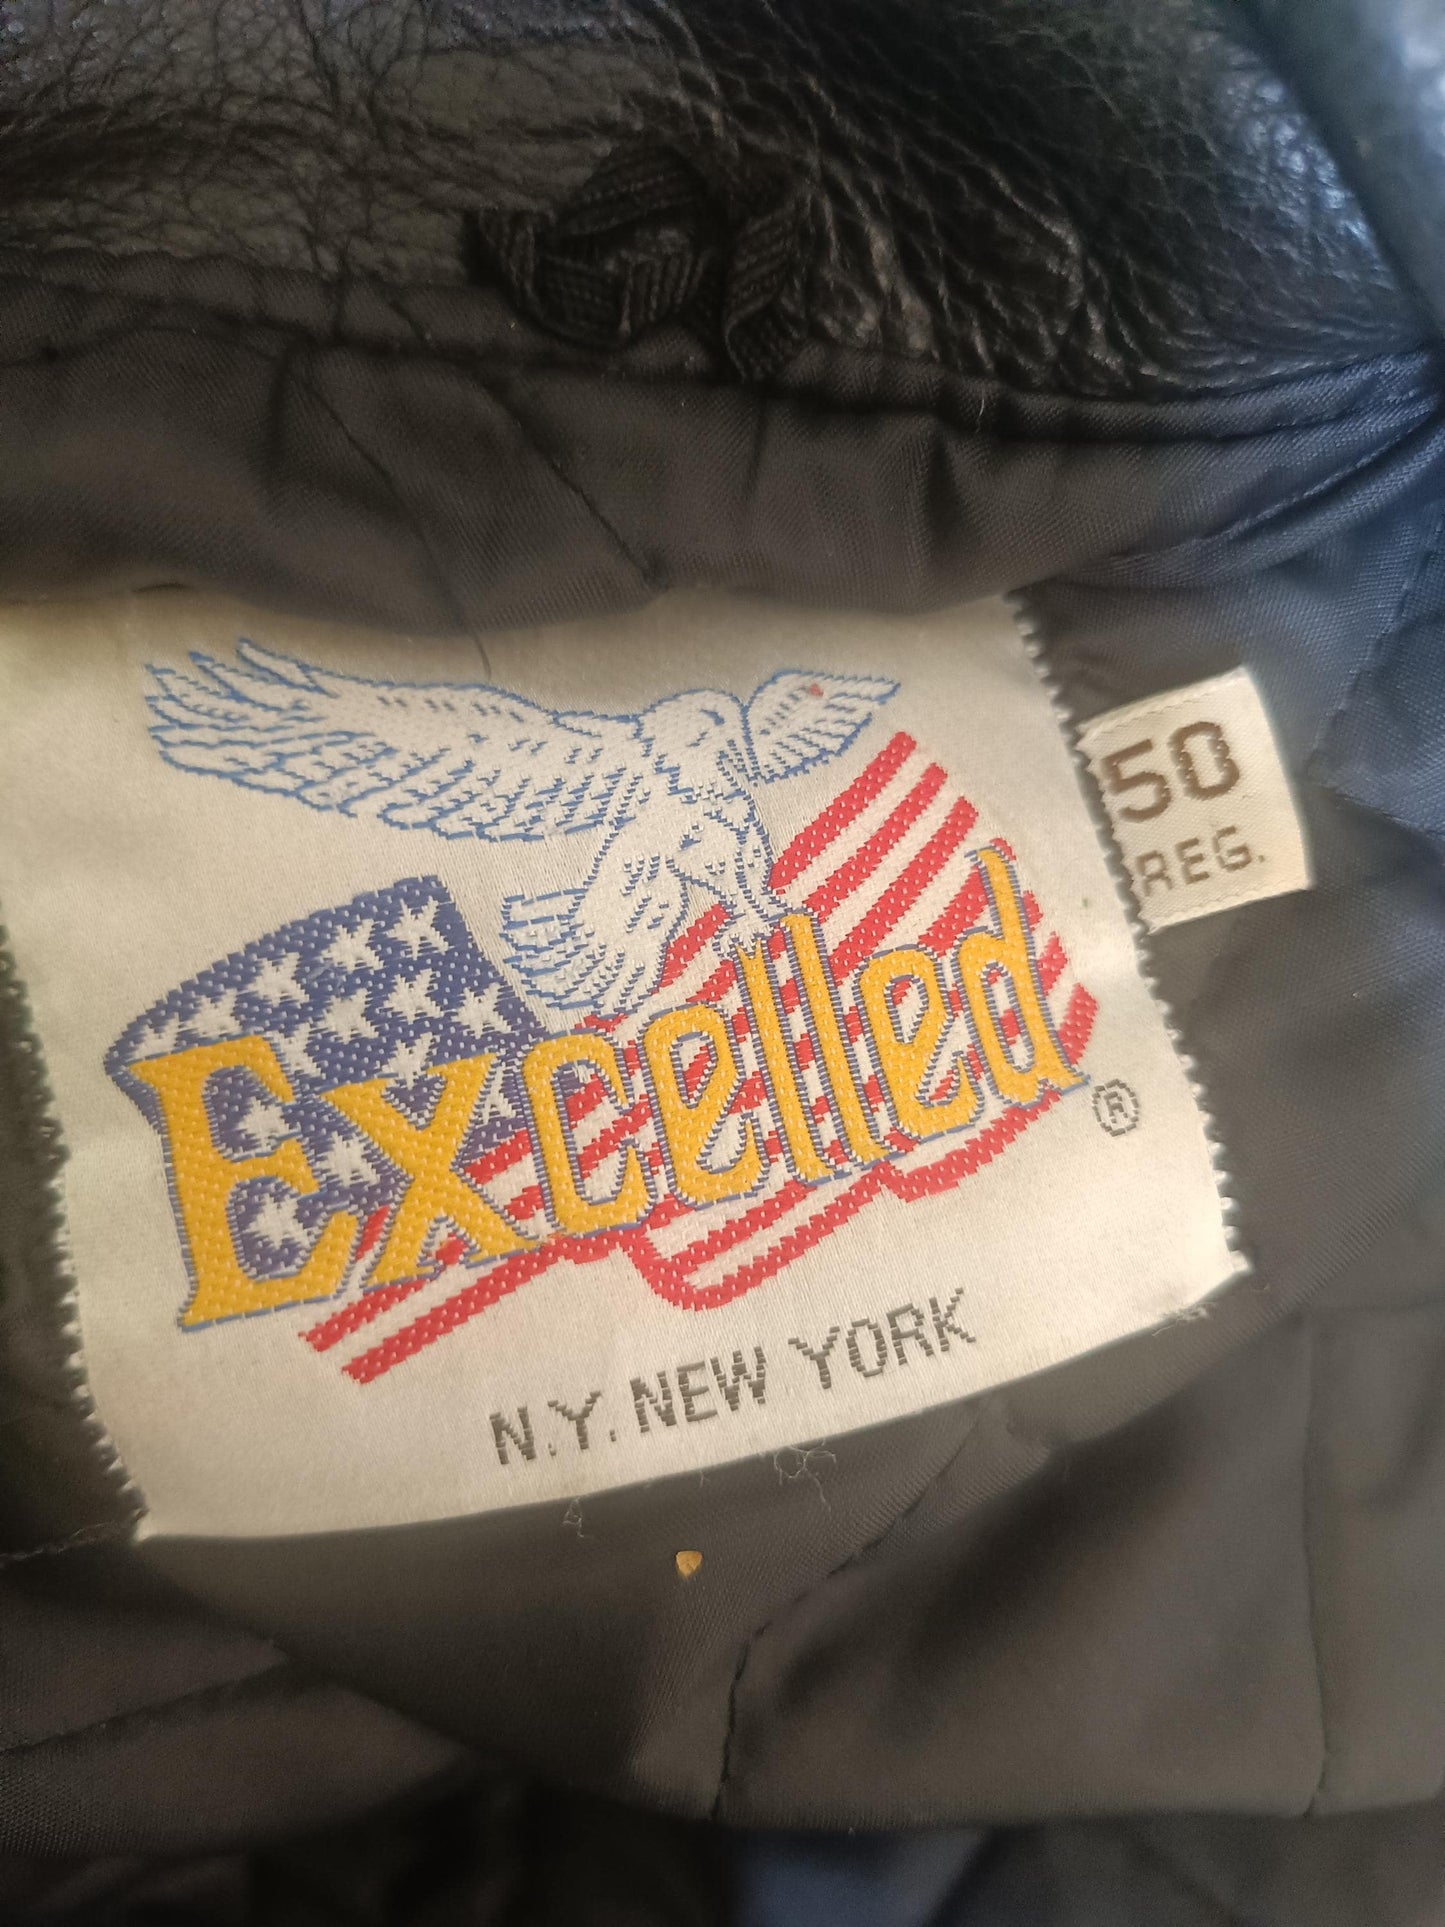 Excelled ®
N.Y. NEW YORK
50
REG.